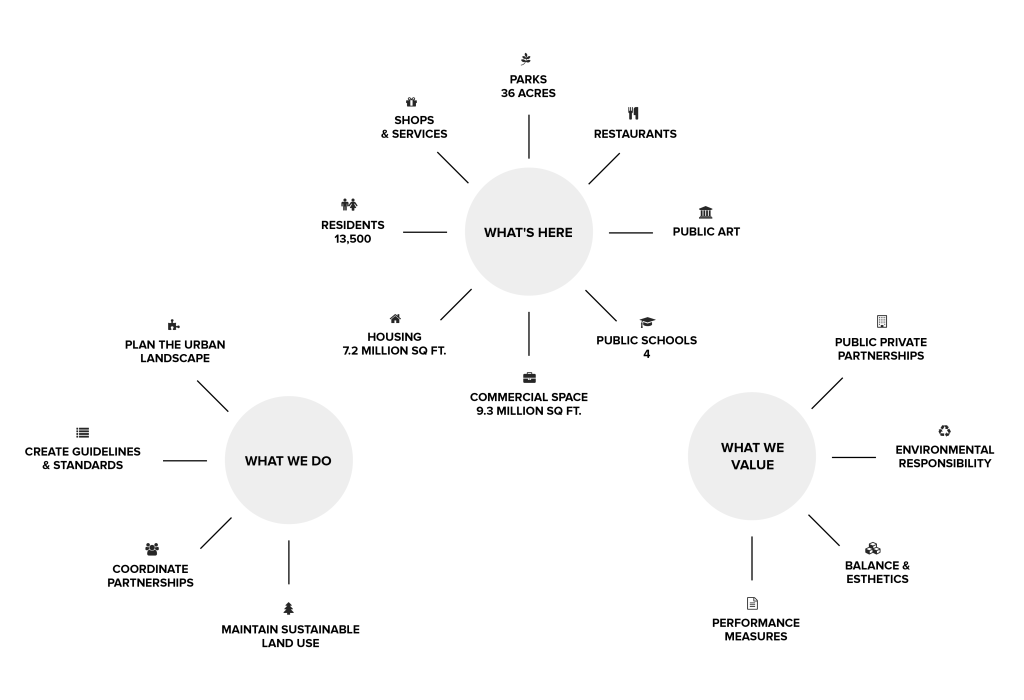 PARKS
36 ACRES
SHOPS
& SERVICES
RESTAURANTS
RESIDENTS
13,500
WHAT'S HERE
PUBLIC ART
HOUSING
7.2 MILLION SQ FT.
PUBLIC SCHOOLS
4
COMMERCIAL SPACE
9.3 MILLION SQ FT.
PLAN THE URBAN
LANDSCAPE
CREATE GUIDELINES
& STANDARDS
WHAT WE DO
COORDINATE
PARTNERSHIPS
MAINTAIN SUSTAINABLE
LAND USE
PUBLIC PRIVATE
PARTNERSHIPS
WHAT WE
VALUE
ENVIRONMENTAL
RESPONSIBILITY
BALANCE &
ESTHETICS
PERFORMANCE
MEASURES